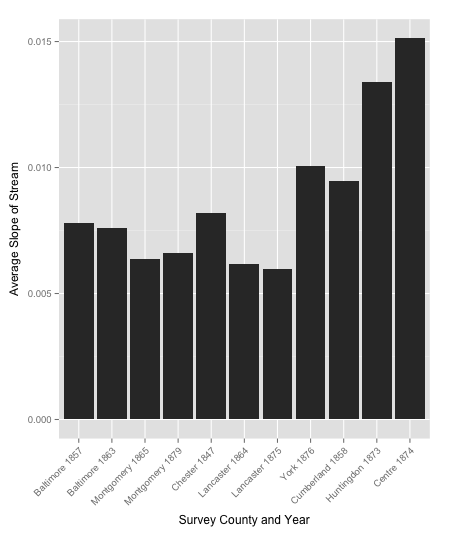 0.015
0.010
0.005
0.000
Average Slope of Stream
Baltimore 1857
Baltimore 1863
Montgomery 1865
Montgomery 1879
Chester 1847
Lancaster 1864
Lancaster 1875
York 1876
Cumberland 1858
Huntingdon 1873
Centre 1874
Survey County and Year